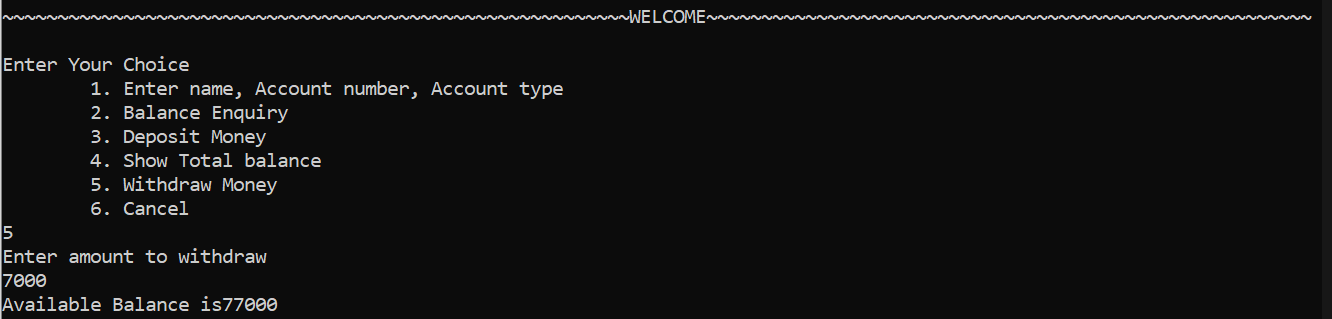 ~~~~~~~~~~~~~~~~~~~~~~~~~~~~~~~~~~~~~~~~~~~~~~~~~~~~~~~~~WELCOME~~~~~~~~~~~~~~~~~~~~~~~~~~~~~~~~~~~~~~~~~~~~~~~~~~~~~~~
Enter Your Choice
1. Enter name, Account number, Account type
2. Balance Enquiry
3. Deposit Money
4. Show Total balance
5. Withdraw Money
6. Cancel
5
Enter amount to withdraw
7000
Available Balance is77000